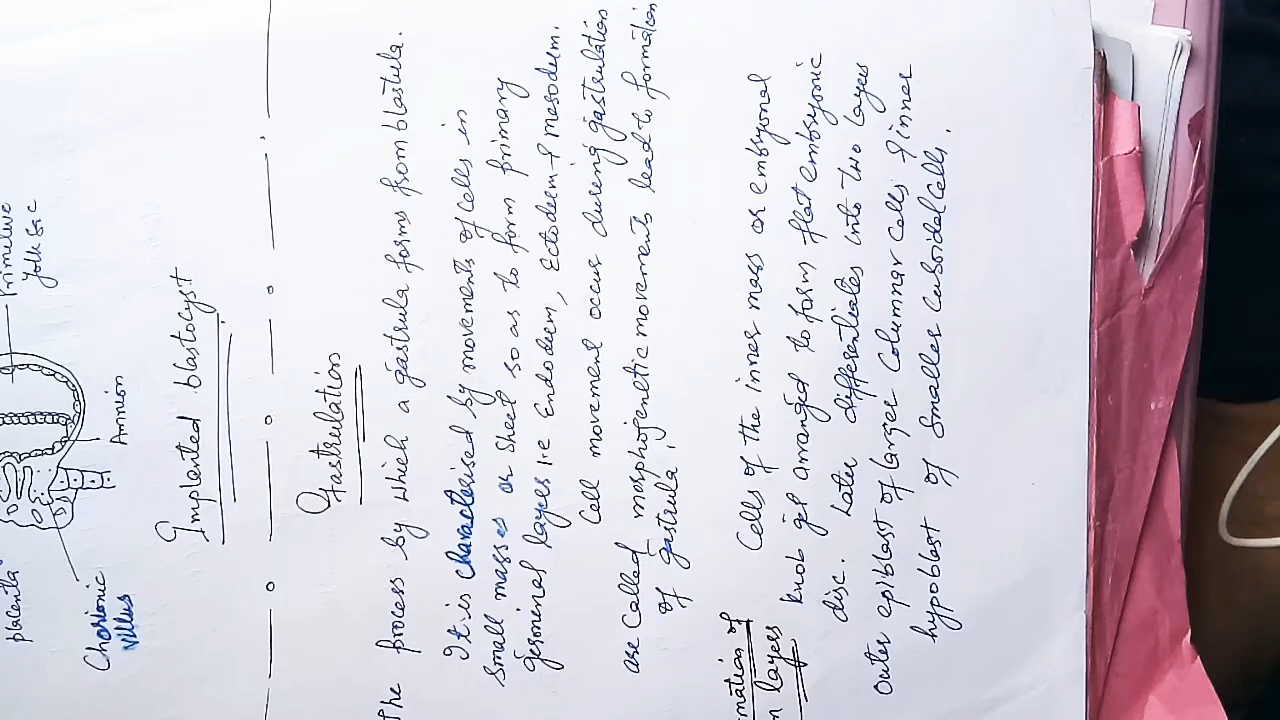 Primitive
yolk sac
Amnion
placenta
Chorionic
villus
Implanted blastocyst
Gastrulation
The process by which a gastrula forms from blastula.
It is characterised by movements of cells in
small masses or sheet so as to form primary
germinal layers i.e Endoderm, Ectoderm & mesoderm.
Cell movement occur during gastrulation
are called morphogenetic movements lead to formation
of gastrula.
mation of
m layers
Cells of the inner mass or embryonal
knob get arranged to form flat embryonic
disc. Later differentiates into two layers
outer epiblast of larger columnar cells & inner
hypoblast of smaller cuboidal cells.